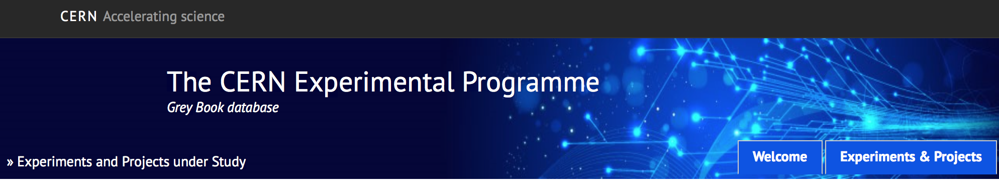 CERN Accelerating science
The CERN Experimental Programme
Grey Book database
» Experiments and Projects under Study
Welcome
Experiments & Projects